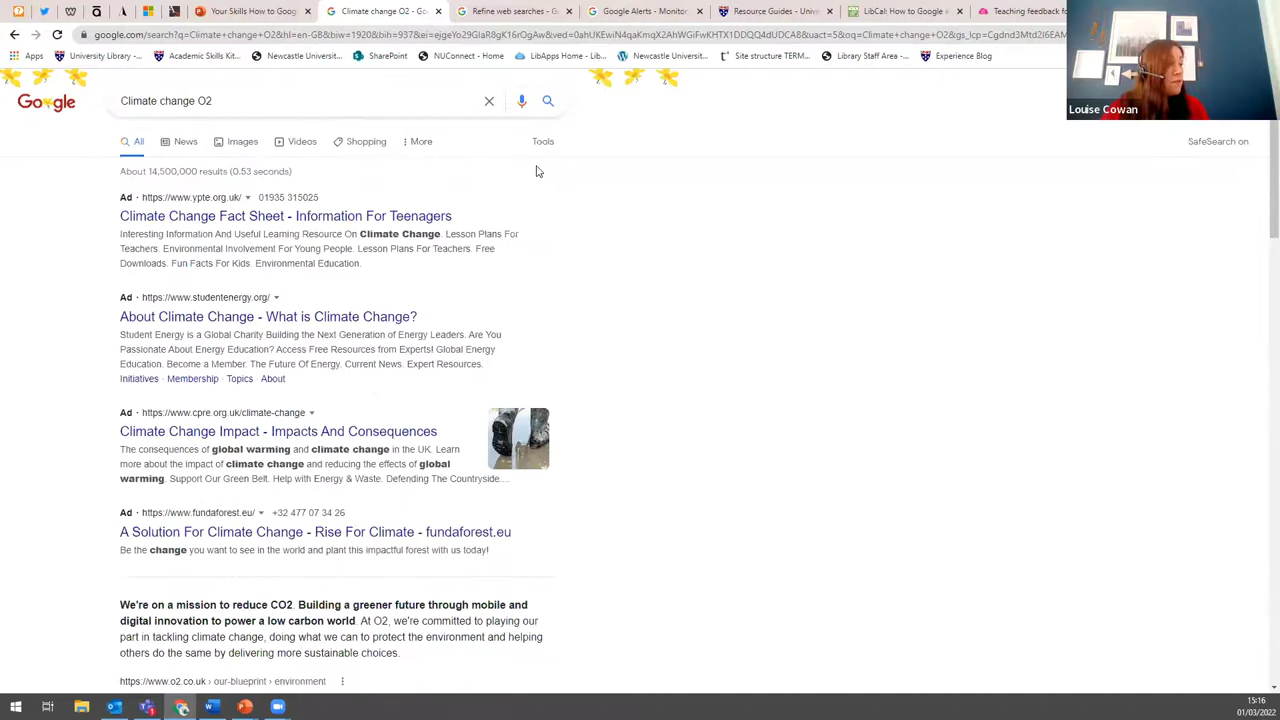 Your Skills How to Goog
Climate change O2 - Goo
Refine web searches - Go
Google Alerts - Monitor
Resource Guides - Unive
LibCal: How to Google e
Teaching feedback fo
Apps
University Library -...
Academic Skills Kit...
Newcastle Universit...
SharePoint
NUConnect - Home
LibApps Home - Lib...
Newcastle Universit...
Site structure TERM...
Library Staff Area -...
Experience Blog
Louise Cowan
Google
Climate change O2
All
News
Images
Videos
Shopping
More
Tools
SafeSearch on
About 14,500,000 results (0.53 seconds)
Ad · https://www.ypte.org.uk/ 01935 315025
Climate Change Fact Sheet - Information For Teenagers
Interesting Information And Useful Learning Resource On Climate Change. Lesson Plans For
Teachers. Environmental Involvement For Young People. Lesson Plans For Teachers. Free
Downloads. Fun Facts For Kids. Environmental Education.
Ad · https://www.studentenergy.org/
About Climate Change - What is Climate Change?
Student Energy is a Global Charity Building the Next Generation of Energy Leaders. Are You
Passionate About Energy Education? Access Free Resources from Experts! Global Energy
Education. Become a Member. The Future Of Energy. Current News. Expert Resources.
Initiatives · Membership · Topics · About
Ad · https://www.cpre.org.uk/climate-change
Climate Change Impact - Impacts And Consequences
The consequences of global warming and climate change in the UK. Learn
more about the impact of climate change and reducing the effects of global
warming. Support Our Green Belt. Help with Energy & Waste. Defending The Countryside....
Ad · https://www.fundaforest.eu/ +32 477 07 34 26
A Solution For Climate Change - Rise For Climate - fundaforest.eu
Be the change you want to see in the world and plant this impactful forest with us today!
We're on a mission to reduce CO2. Building a greener future through mobile and
digital innovation to power a low carbon world. At O2, we're committed to playing our
part in tackling climate change, doing what we can to protect the environment and helping
others do the same by delivering more sustainable choices.
https://www.o2.co.uk › our-blueprint › environment
15:16
01/03/2022